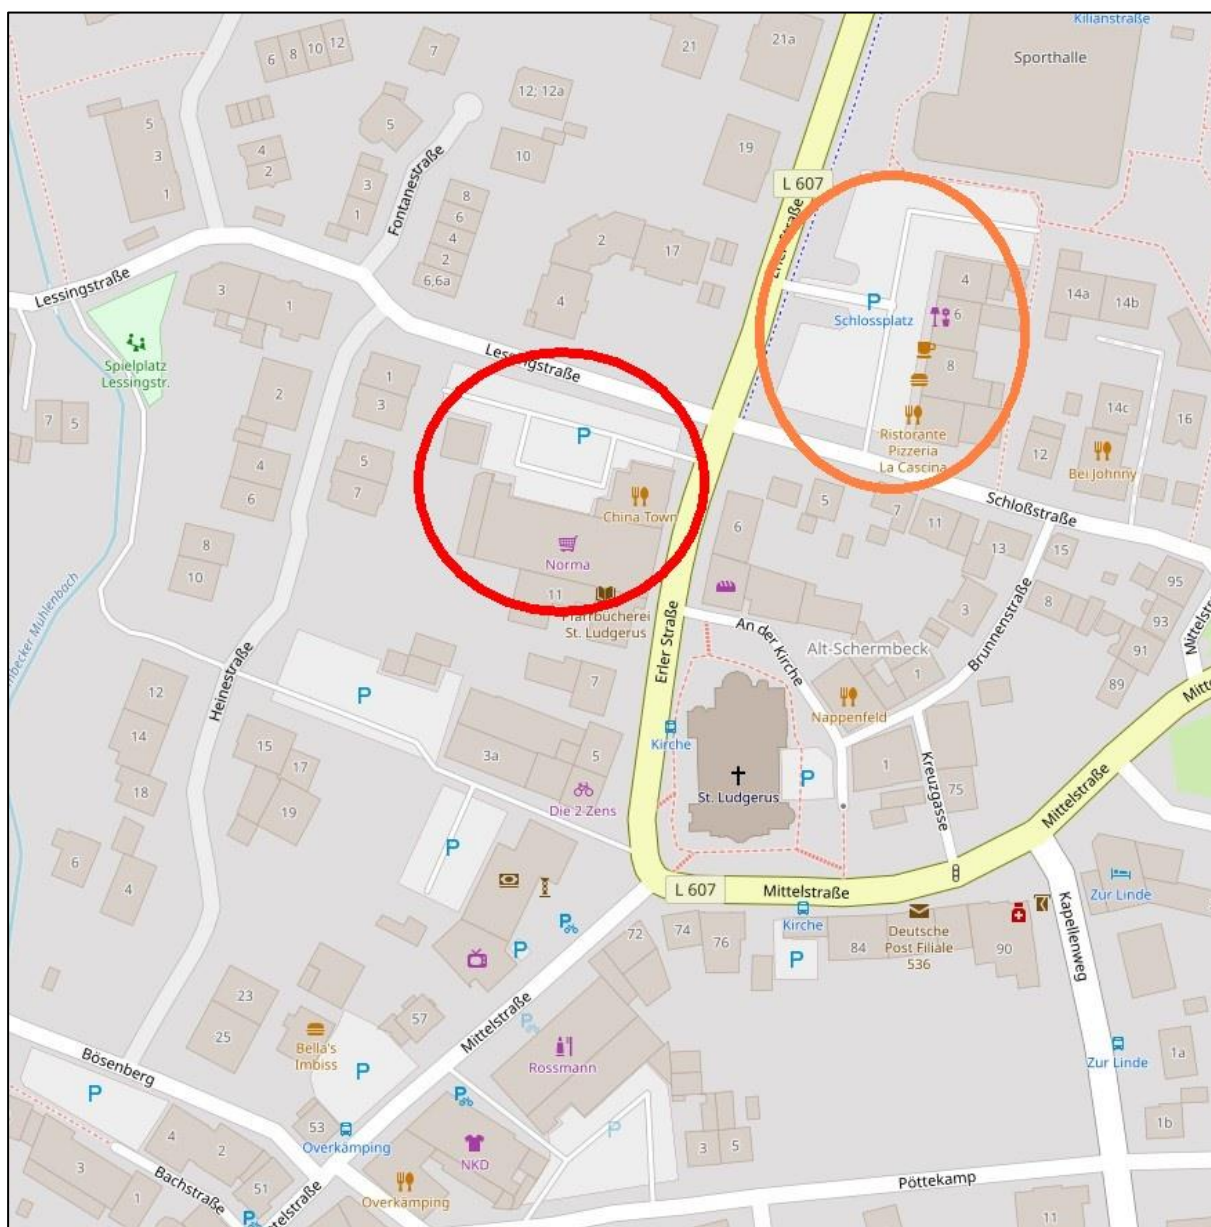 Kilianstraße
6
8
10
12
7
21
21a
Sporthalle
12; 12a
5
5
3
1
4
2
10
19
3
1
Fontanestraße
8
6
4
2
6,6a
L 607
Erler Straße
2
17
4
4
14a
14b
Lessingstraße
3
1
P
Schlossplatz
6
Spielplatz
Lessingstr.
Lessingstraße
1
3
2
8
14c
16
7
5
P
Ristorante
Pizzeria
La Cascina
12
Bei Johnny
4
6
5
7
China Town
Schloßstraße
5
7
11
13
15
6
8
10
Norma
11
Pfarrbücherei
St. Ludgerus
Erler Straße
An der Kirche
Alt-Schermbeck
Brunnenstraße
3
8
95
93
91
89
Heinestraße
P
7
1
Nappenfeld
12
14
18
15
17
19
3a
5
Die 2 Zens
Kirche
St. Ludgerus
P
1
75
Kreuzgasse
Mittelstraße
6
4
P
L 607
Mittelstraße
Kirche
Deutsche
Post Filiale
536
Zur Linde
Kapellenweg
P
P
72
74
76
P
84
90
23
25
57
Mittelstraße
Bella's
Imbiss
P
Rossmann
Zur Linde
1a
Bösenberg
P
P
53
Overkämping
P
P
3
5
1b
4
2
3
1
51
Bachstraße
NKD
Overkämping
P
Pöttekamp
11